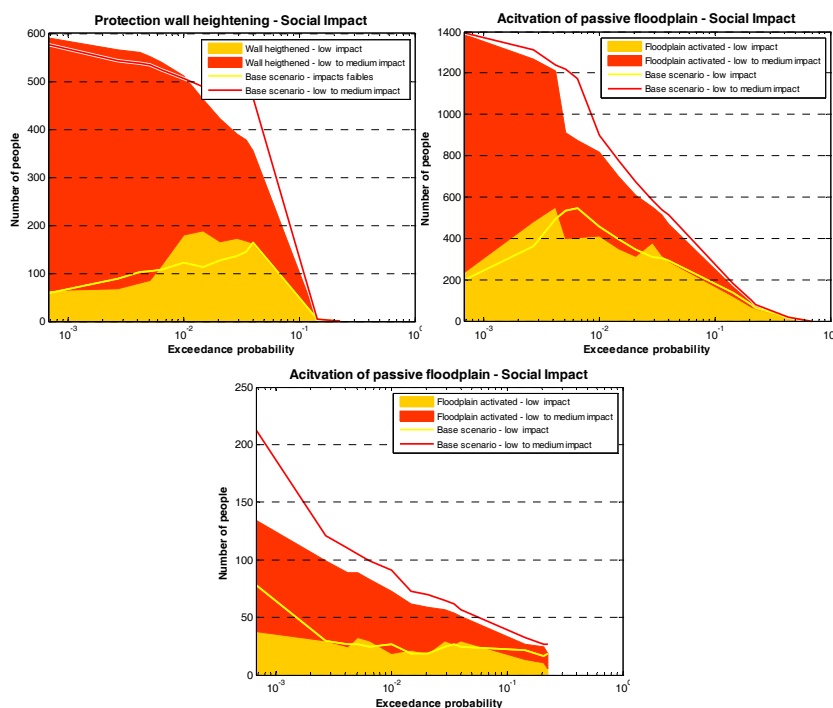 Protection wall heightening - Social Impact
600
500
400
300
200
100
0
Number of people
Wall heigthened - low impact
Wall heigthened - low to medium impact
Base scenario - impacts faibles
Base scenario - low to medium impact
10-3
10-2
10-1
10
Exceedance probability
Acitvation of passive floodplain - Social Impact
1400
1200
1000
800
600
400
200
0
Number of people
Floodplain activated - low impact
Floodplain activated - low to medium impact
Base scenario - low impact
Base scenario - low to medium impact
10-3
10-2
10-1
10
Exceedance probability
Acitvation of passive floodplain - Social Impact
250
200
150
100
50
0
Number of people
Floodplain activated - low impact
Floodplain activated - low to medium impact
Base scenario - low impact
Base scenario - low to medium impact
10-3
10-2
10-1
100
Exceedance probability